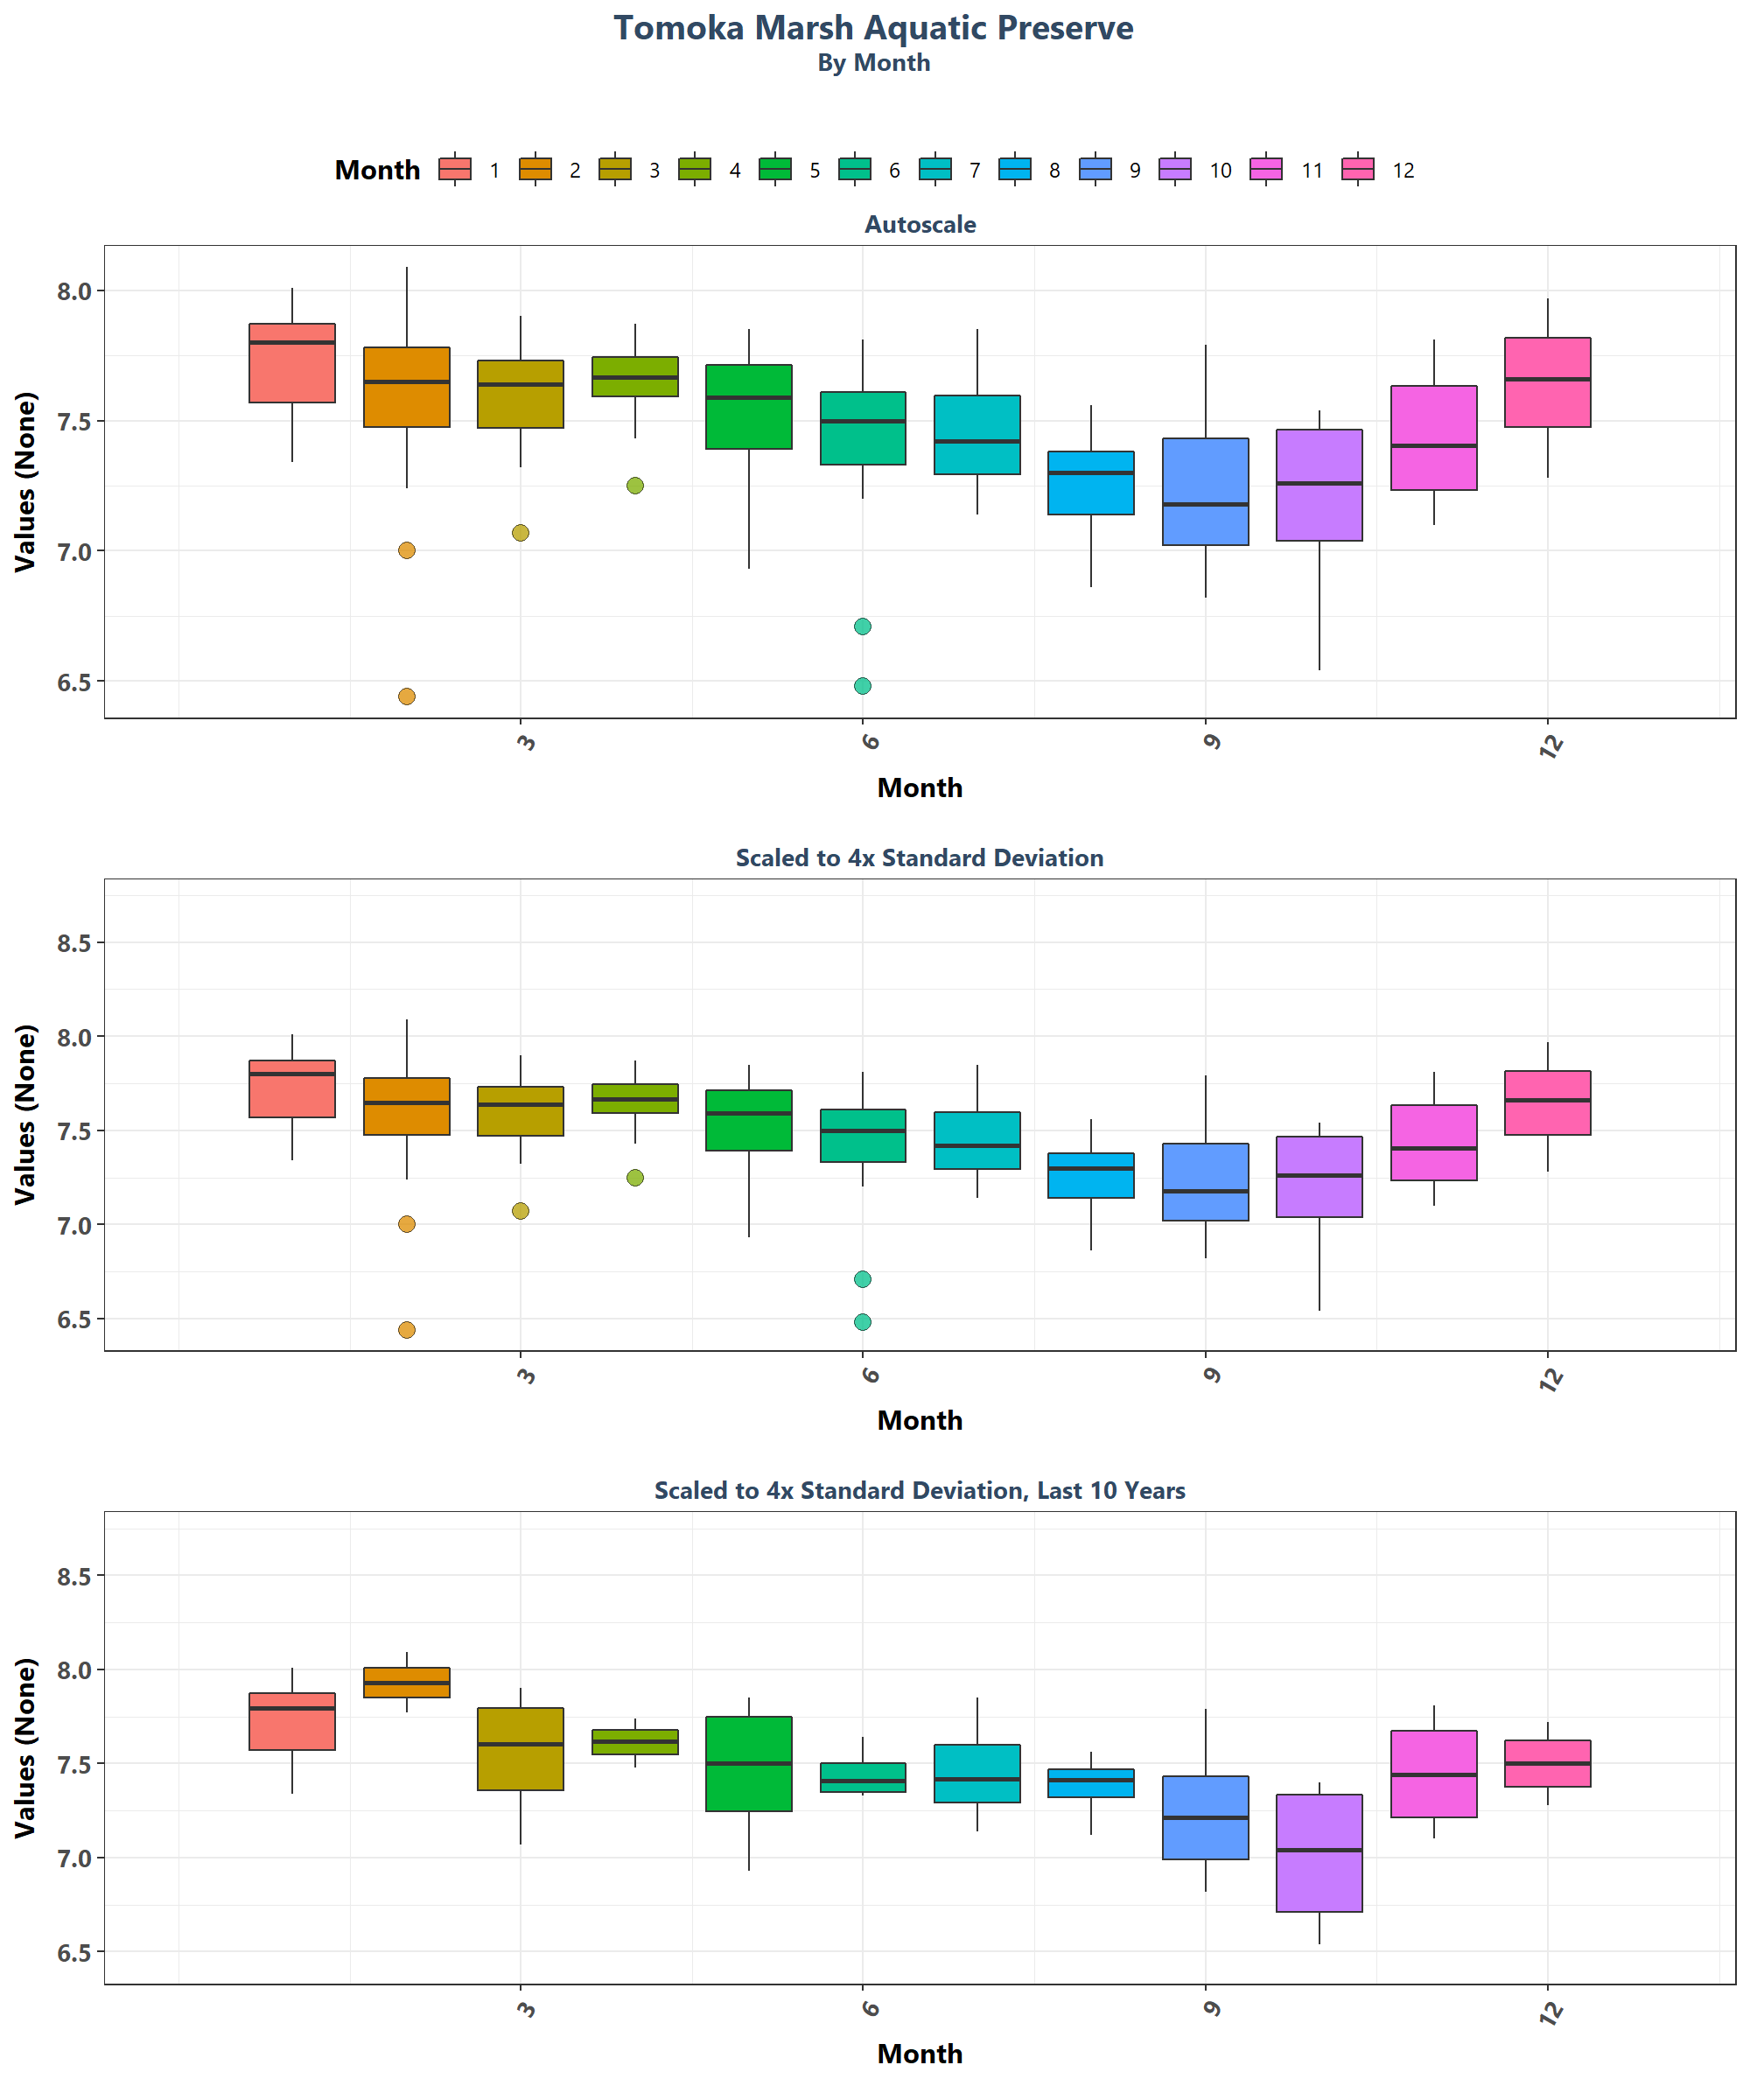 Tomoka Marsh Aquatic Preserve
By Month
Month 1 2 3 4 5 6 7 8 9 10 11 12
Autoscale
Values (None)
8.0
7.5
7.0
6.5
3 6 9 12
Month
Scaled to 4x Standard Deviation
Values (None)
8.5
8.0
7.5
7.0
6.5
3 6 9 12
Month
Scaled to 4x Standard Deviation, Last 10 Years
Values (None)
8.5
8.0
7.5
7.0
6.5
3 6 9 12
Month